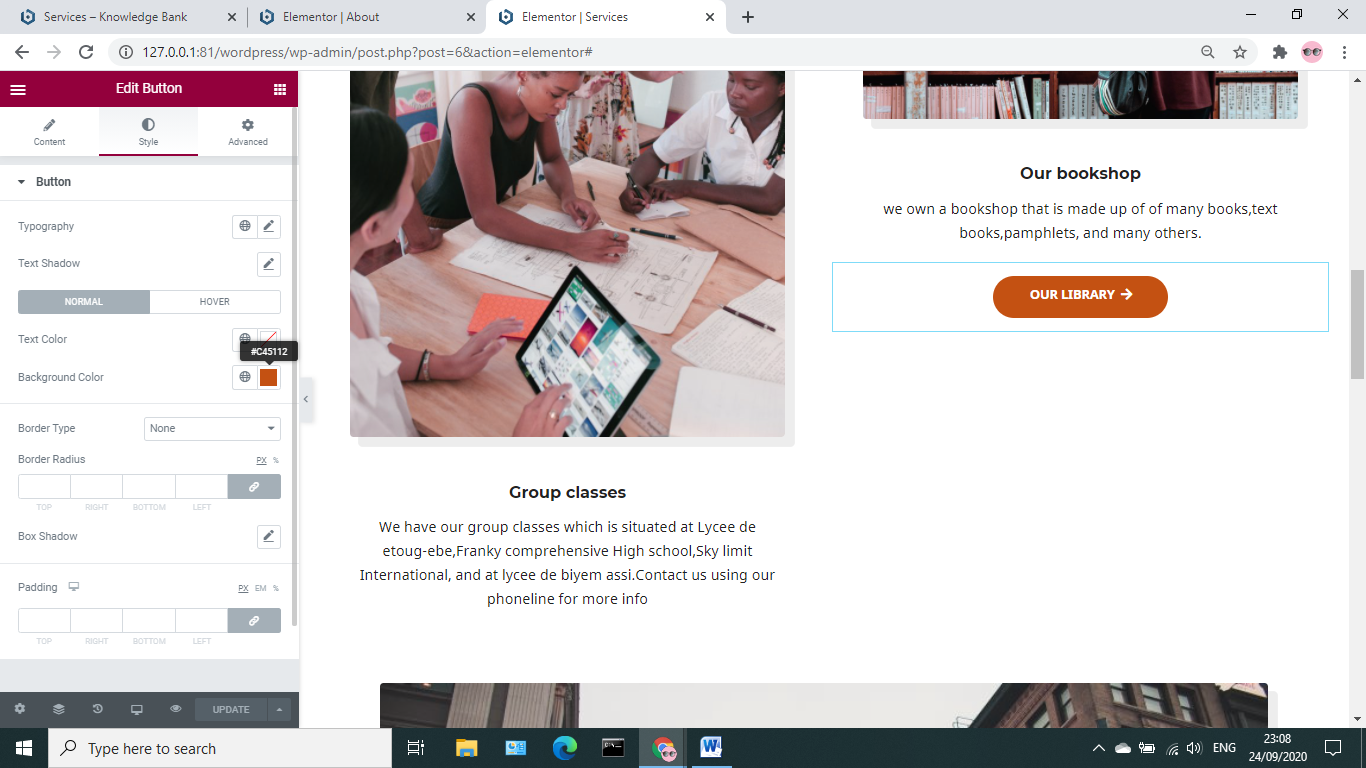 Services – Knowledge Bank
Elementor | About
Elementor | Services
127.0.0.1:81/wordpress/wp-admin/post.php?post=6&action=elementor#
Edit Button
Content
Style
Advanced
Button
Typography
Text Shadow
NORMAL
HOVER
Text Color
#C45112
Background Color
Border Type
None
Border Radius
PX %
TOP RIGHT BOTTOM LEFT
Box Shadow
Padding
PX EM %
TOP RIGHT BOTTOM LEFT
UPDATE
Group classes
We have our group classes which is situated at Lycee de
etoug-ebe,Franky comprehensive High school,Sky limit
International, and at lycee de biyem assi.Contact us using our
phoneline for more info
Our bookshop
we own a bookshop that is made up of of many books,text
books,pamphlets, and many others.
OUR LIBRARY
Type here to search
ENG
23:08
24/09/2020